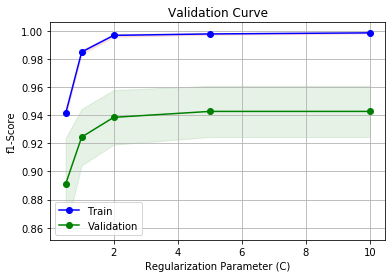 Validation Curve
1.00
0.98
0.96
0.94
0.92
0.90
0.88
0.86
f1-Score
Train
Validation
0
2
4
6
8
10
Regularization Parameter (C)